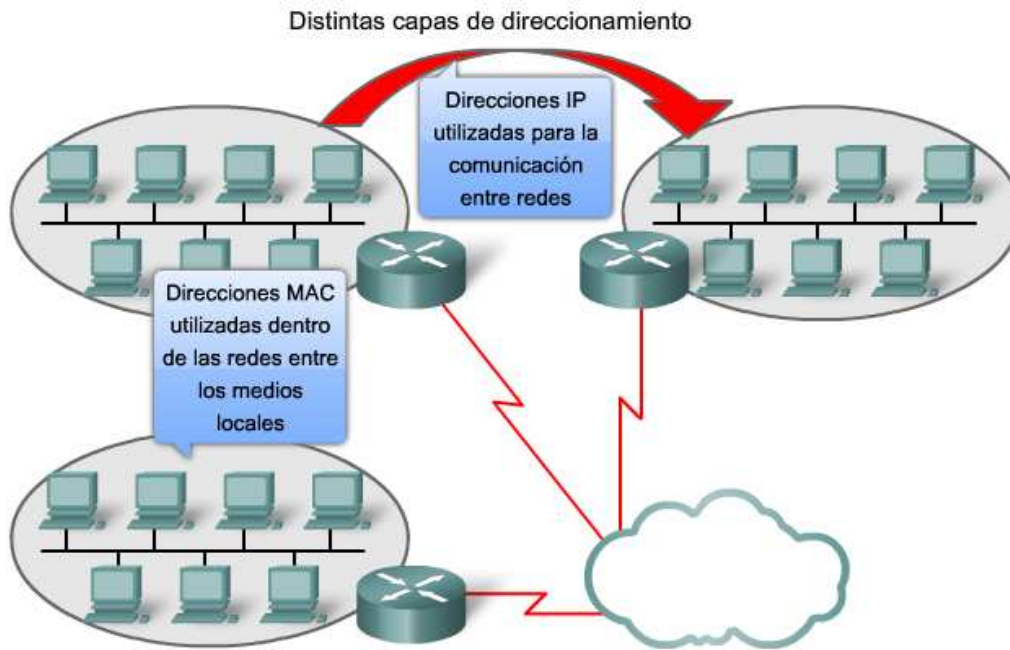 Distintas capas de direccionamiento
Direcciones IP
utilizadas para la
comunicación
entre redes
Direcciones MAC
utilizadas dentro
de las redes entre
los medios
locales